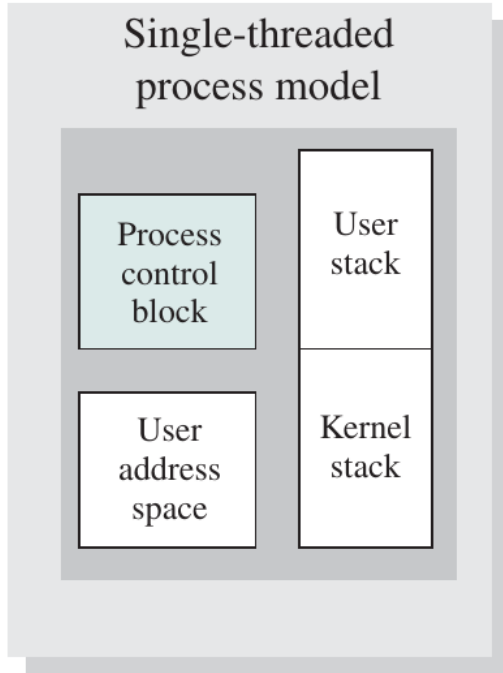 Single-threaded
process model
Process
control
block
User
stack
User
address
space
Kernel
stack